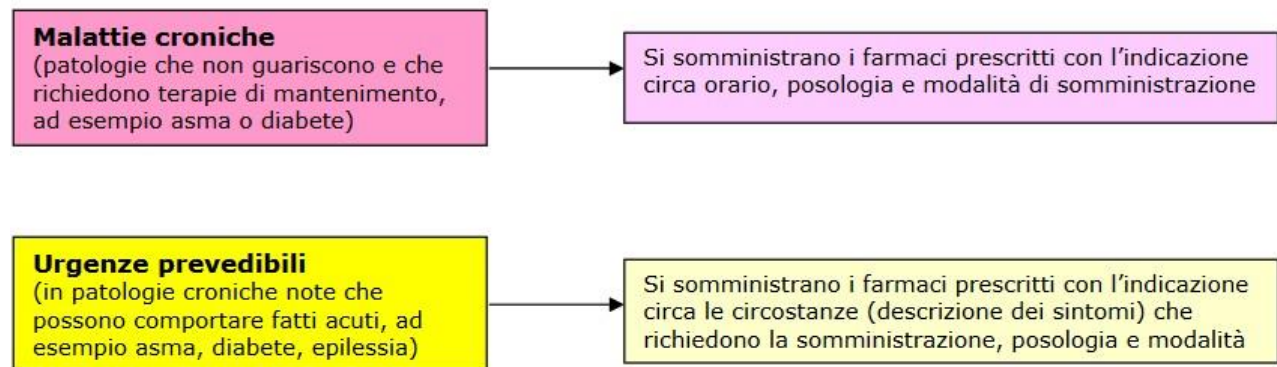 Malattie croniche
(patologie che non guariscono e che
richiedono terapie di mantenimento,
ad esempio asma o diabete)
Si somministrano i farmaci prescritti con l’indicazione
circa orario, posologia e modalità di somministrazione
Urgenze prevedibili
(in patologie croniche note che
possono comportare fatti acuti, ad
esempio asma, diabete, epilessia)
Si somministrano i farmaci prescritti con l’indicazione
circa le circostanze (descrizione dei sintomi) che
richiedono la somministrazione, posologia e modalità